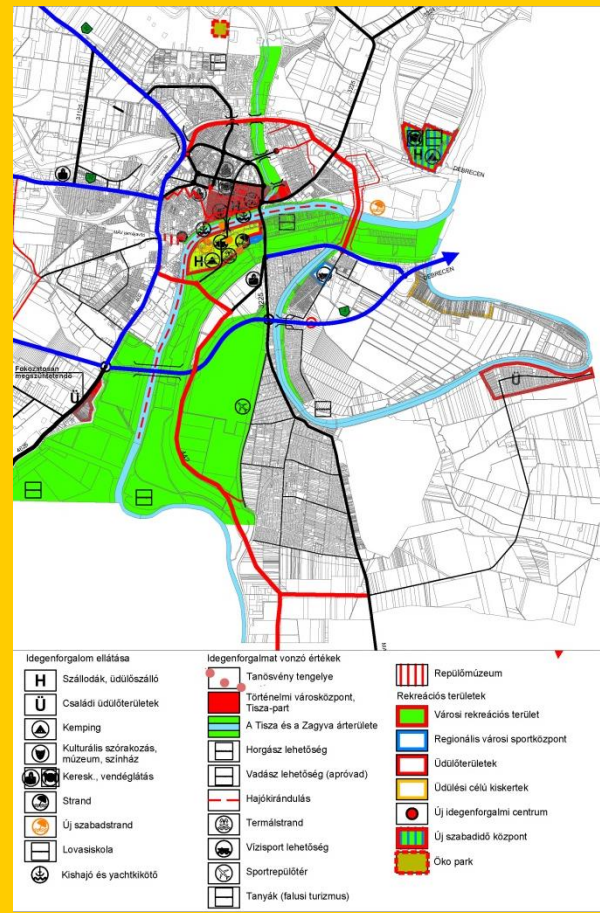 DEBRECEN
DEBRECEN
Fokozatosan
megszüntetendő
Ü
Ü
H
H
Idegenforgalom ellátása
H Szállodák, üdülőszálló
Ü Családi üdülőterületek
Kemping
Kulturális szórakozás,
múzeum, színház
Keresk., vendéglátás
Strand
Új szabadstrand
Lovasiskola
Kishajó és yachtkikötő
Idegenforgalmat vonzó értékek
Tanösvény tengelye
Történelmi városközpont,
Tisza-part
A Tisza és a Zagyva árterülete
Horgász lehetőség
Vadász lehetőség (apróvad)
Hajókirándulás
Termálstrand
Vízisport lehetőség
Sportrepülőtér
Tanyák (falusi turizmus)
Repülőmúzeum
Rekreációs területek
Városi rekreációs terület
Regionális városi sportközpont
Üdülőterületek
Üdülési célú kiskertek
Új idegenforgalmi centrum
Új szabadidő központ
Öko park